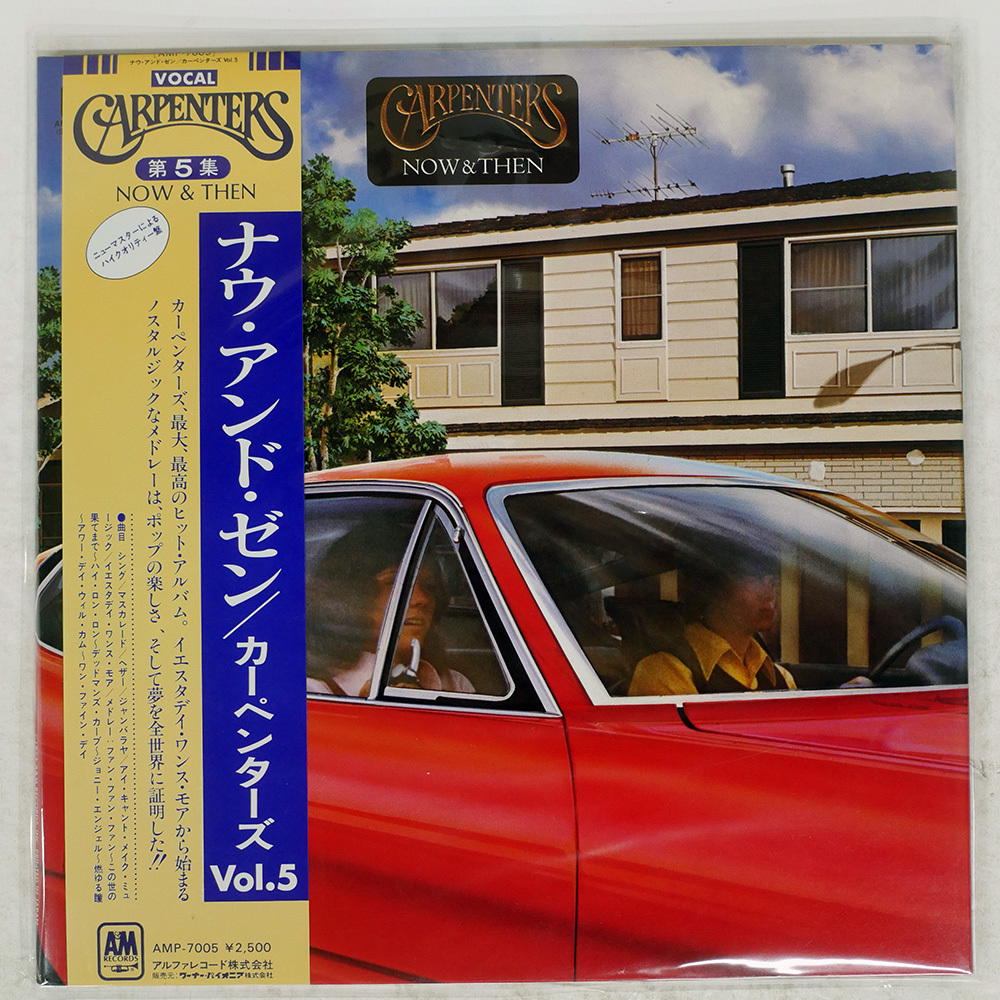 [AMP-7005]
ナウ・アンド・ゼン/カーペンターズ Vol.5
VOCAL
CARPENTERS
第5集
NOW & THEN
ニューマスターによる
ハイクオリティー盤
ナウ・アンド・ゼン/カーペンターズ Vol.5
カーペンターズ、最大、最高のヒット・アルバム。イエスタデイ・ワンス・モアから始まる
ノスタルジックなメドレーは、ポップの楽しさ、そして夢を全世界に証明した!!
●曲目 シング/マスカレード/ヘザー/ジャンバラヤ/アイ・キャント・メイク・ミュ
ージック/イエスタデイ・ワンス・モア/メドレー:ファン・ファン・ファン〜この世の
果てまで〜ハイ・ロン・ロン〜デッドマンズ・カーブ〜ジョニー・エンジェル〜燃ゆる瞳
〜アワー・デイ・ウィル・カム〜ワン・ファイン・デイ
A&M
RECORDS
AMP-7005 ¥2,500
アルファレコード株式会社
販売元:ワーナー・パイオニア株式会社
CARPENTERS
NOW & THEN